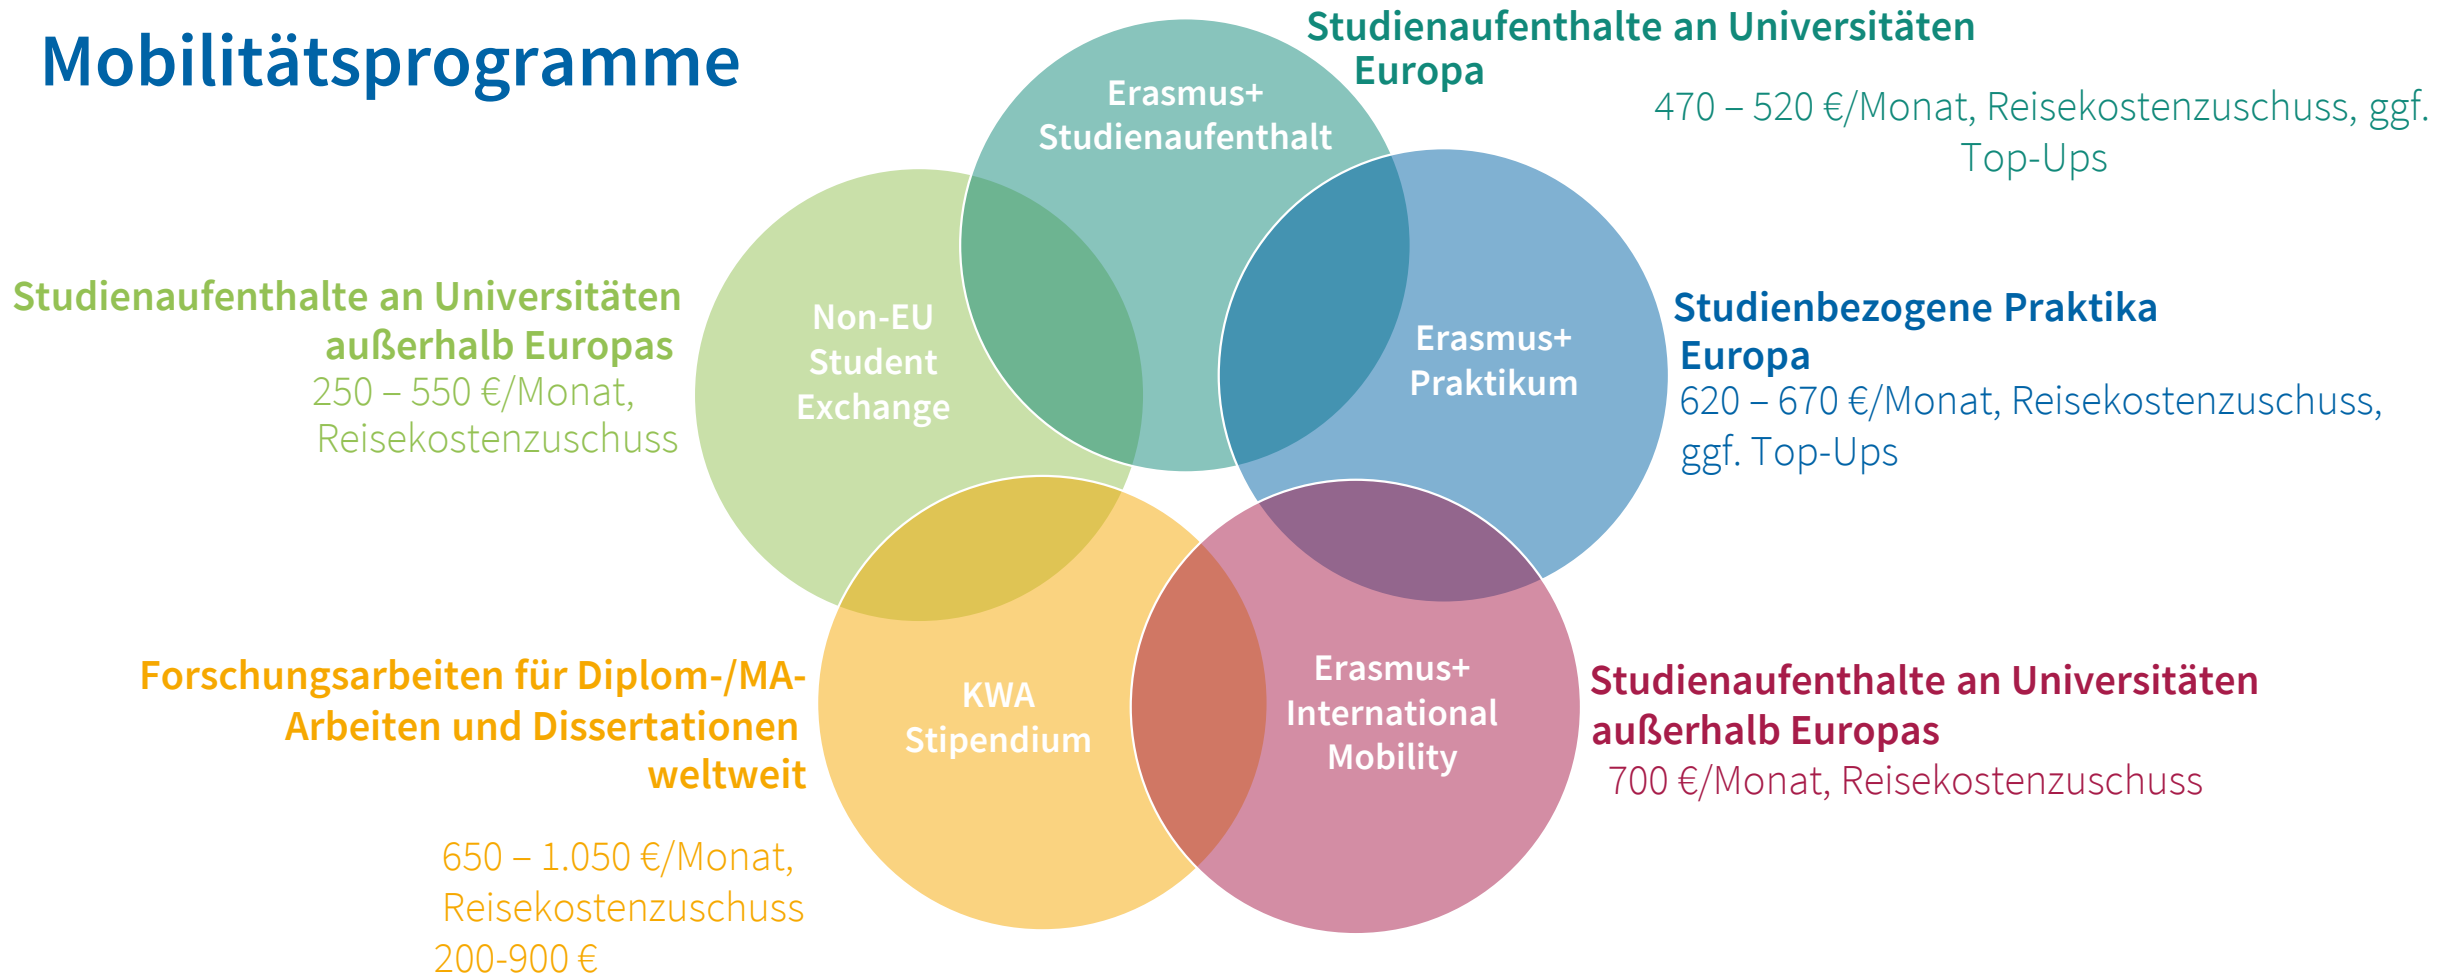 Mobilitätsprogramme
Erasmus+
Studienaufenthalt
Studienaufenthalte an Universitäten
Europa
470 – 520 €/Monat, Reisekostenzuschuss, ggf.
Top-Ups
Erasmus+
Praktikum
Studienbezogene Praktika
Europa
620 – 670 €/Monat, Reisekostenzuschuss,
ggf. Top-Ups
Erasmus+
International
Mobility
Studienaufenthalte an Universitäten
außerhalb Europas
700 €/Monat, Reisekostenzuschuss
KWA
Stipendium
Forschungsarbeiten für Diplom-/MA-
Arbeiten und Dissertationen
weltweit
650 – 1.050 €/Monat,
Reisekostenzuschuss
200-900 €
Non-EU
Student
Exchange
Studienaufenthalte an Universitäten
außerhalb Europas
250 – 550 €/Monat,
Reisekostenzuschuss